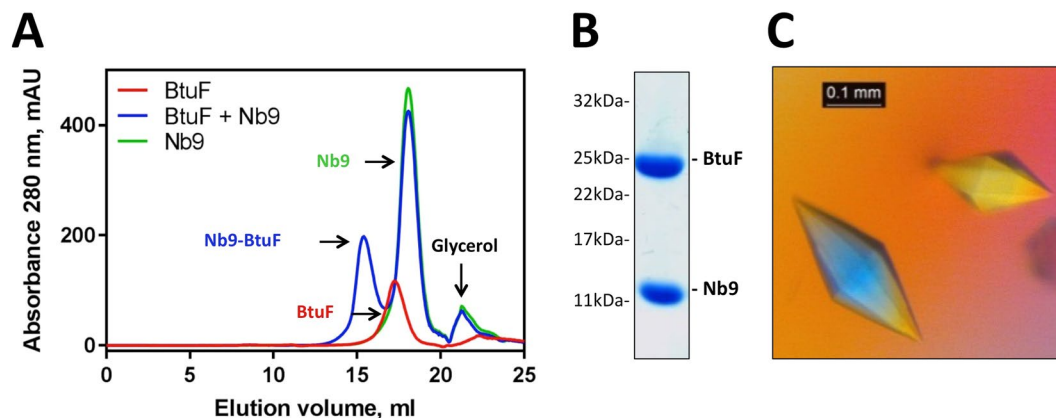 A
Absorbance 280 nm, mAU
400
200
0
0
5
10
15
20
25
Elution volume, ml
BtuF
BtuF + Nb9
Nb9
Nb9
Nb9-BtuF
BtuF
Glycerol
B
32kDa-
25kDa-
22kDa-
17kDa-
11kDa-
- BtuF
- Nb9
C
0.1 mm